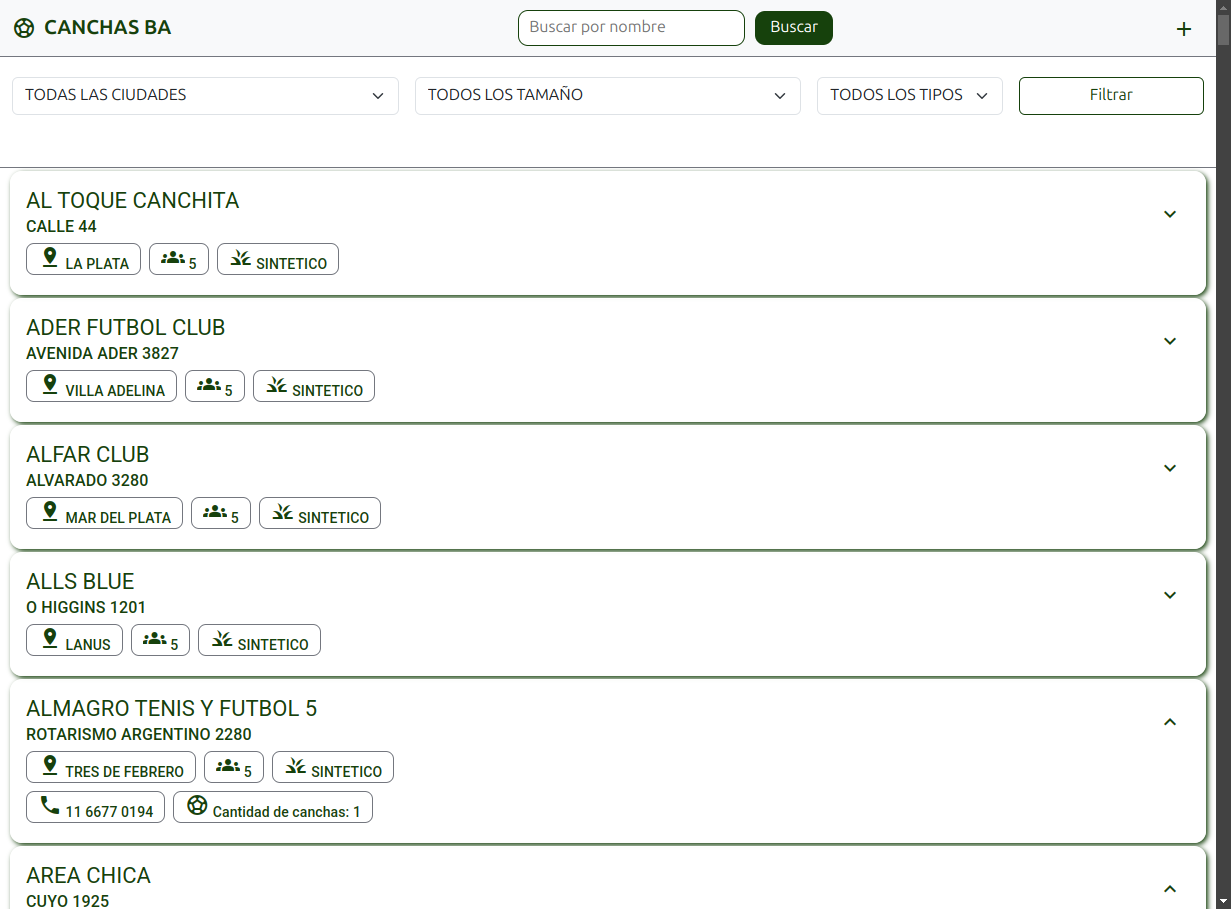 CANCHAS BA
Buscar por nombre
Buscar
+
TODAS LAS CIUDADES
TODOS LOS TAMAÑO
TODOS LOS TIPOS
Filtrar
AL TOQUE CANCHITA
CALLE 44
LA PLATA 5 SINTETICO
ADER FUTBOL CLUB
AVENIDA ADER 3827
VILLA ADELINA 5 SINTETICO
ALFAR CLUB
ALVARADO 3280
MAR DEL PLATA 5 SINTETICO
ALLS BLUE
O HIGGINS 1201
LANUS 5 SINTETICO
ALMAGRO TENIS Y FUTBOL 5
ROTARISMO ARGENTINO 2280
TRES DE FEBRERO 5 SINTETICO
11 6677 0194 Cantidad de canchas: 1
AREA CHICA
CUYO 1925